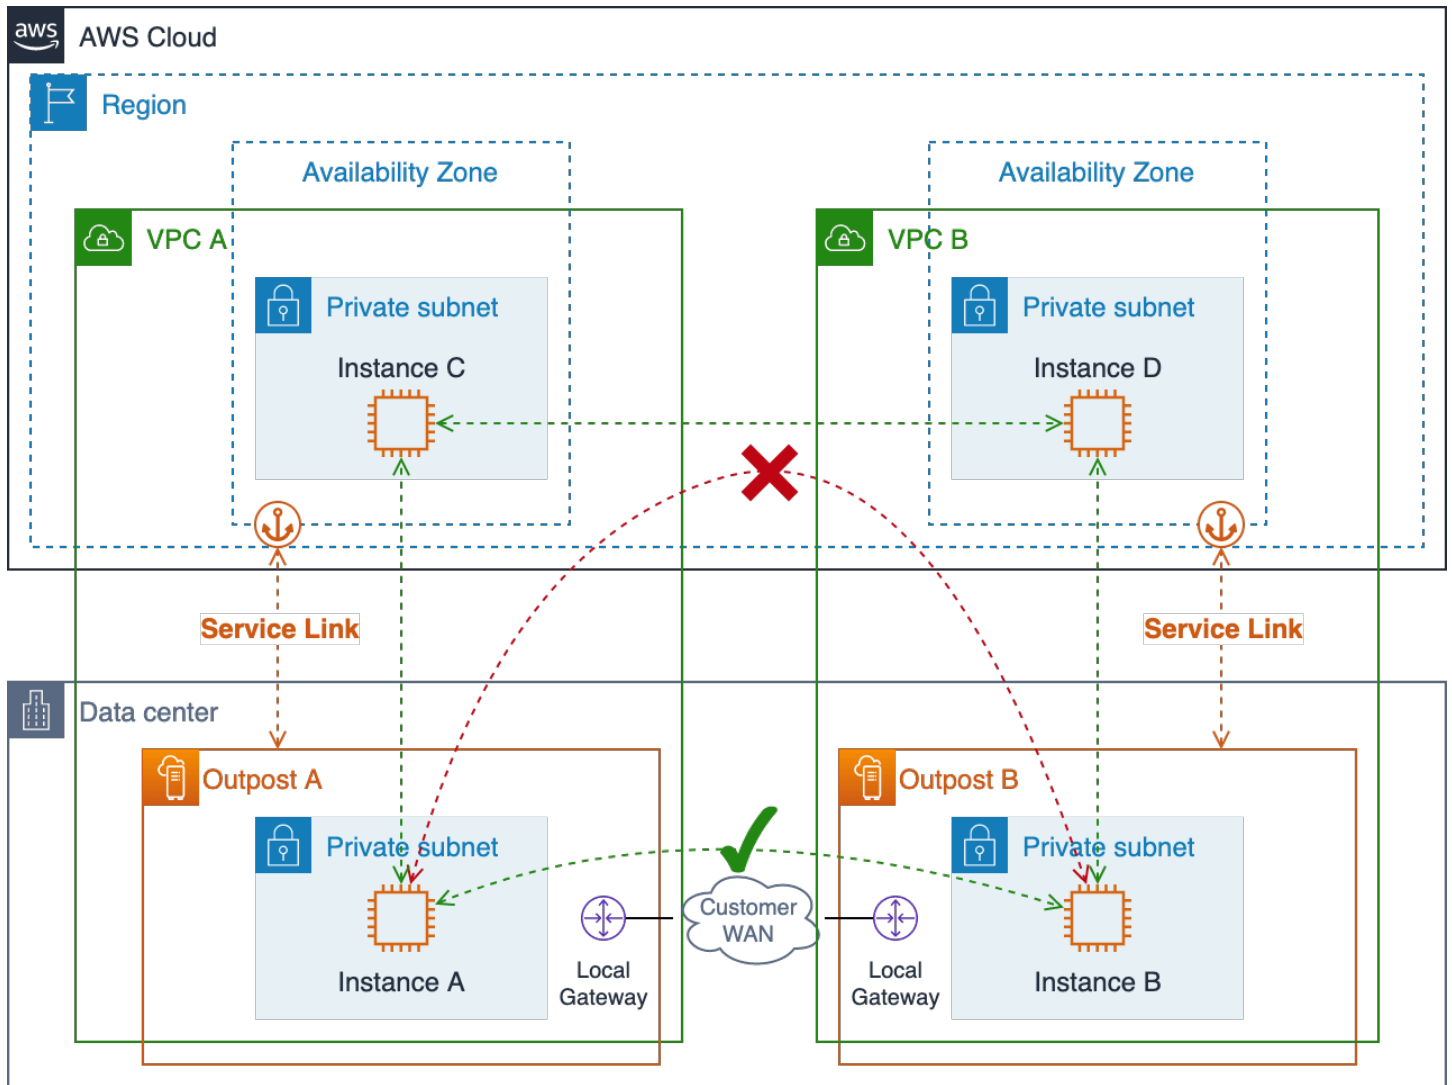 aws
AWS Cloud
Region
Availability Zone
Availability Zone
VPC A
VPC B
Private subnet
Private subnet
Instance C
Instance D
Service Link
Service Link
Data center
Outpost A
Outpost B
Private subnet
Private subnet
Customer
WAN
Local
Gateway
Local
Gateway
Instance A
Instance B